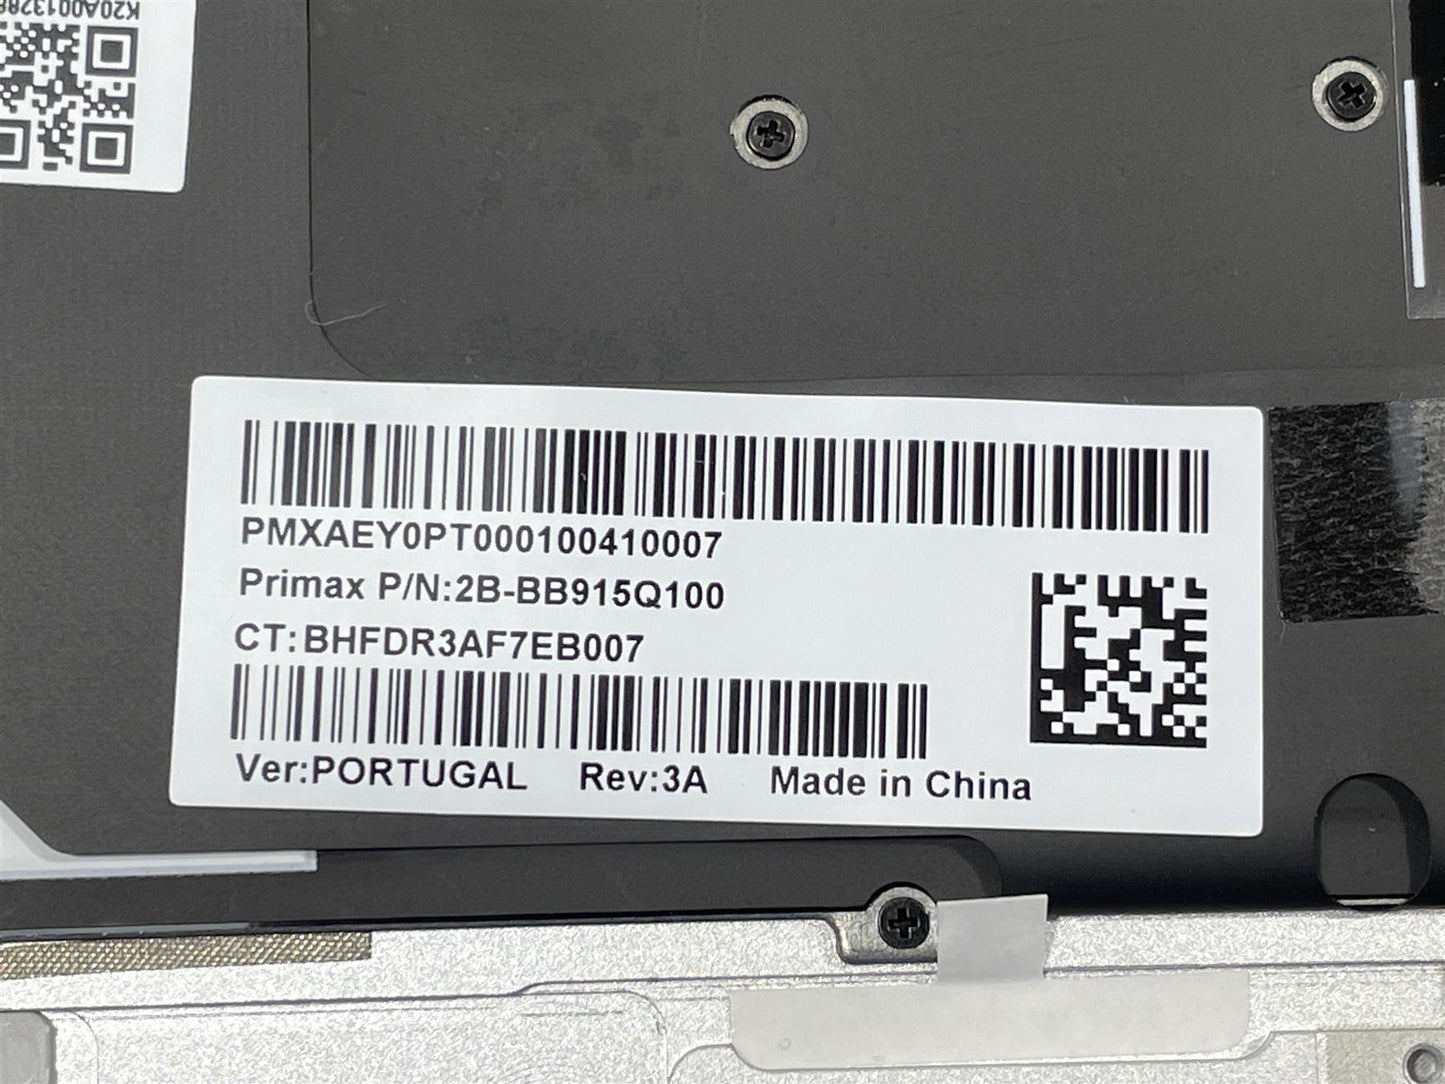 PMXAEY0PT000100410007
Primax P/N:2B-BB915Q100
CT:BHFDR3AF7EB007
Ver:PORTUGAL Rev:3A Made in China